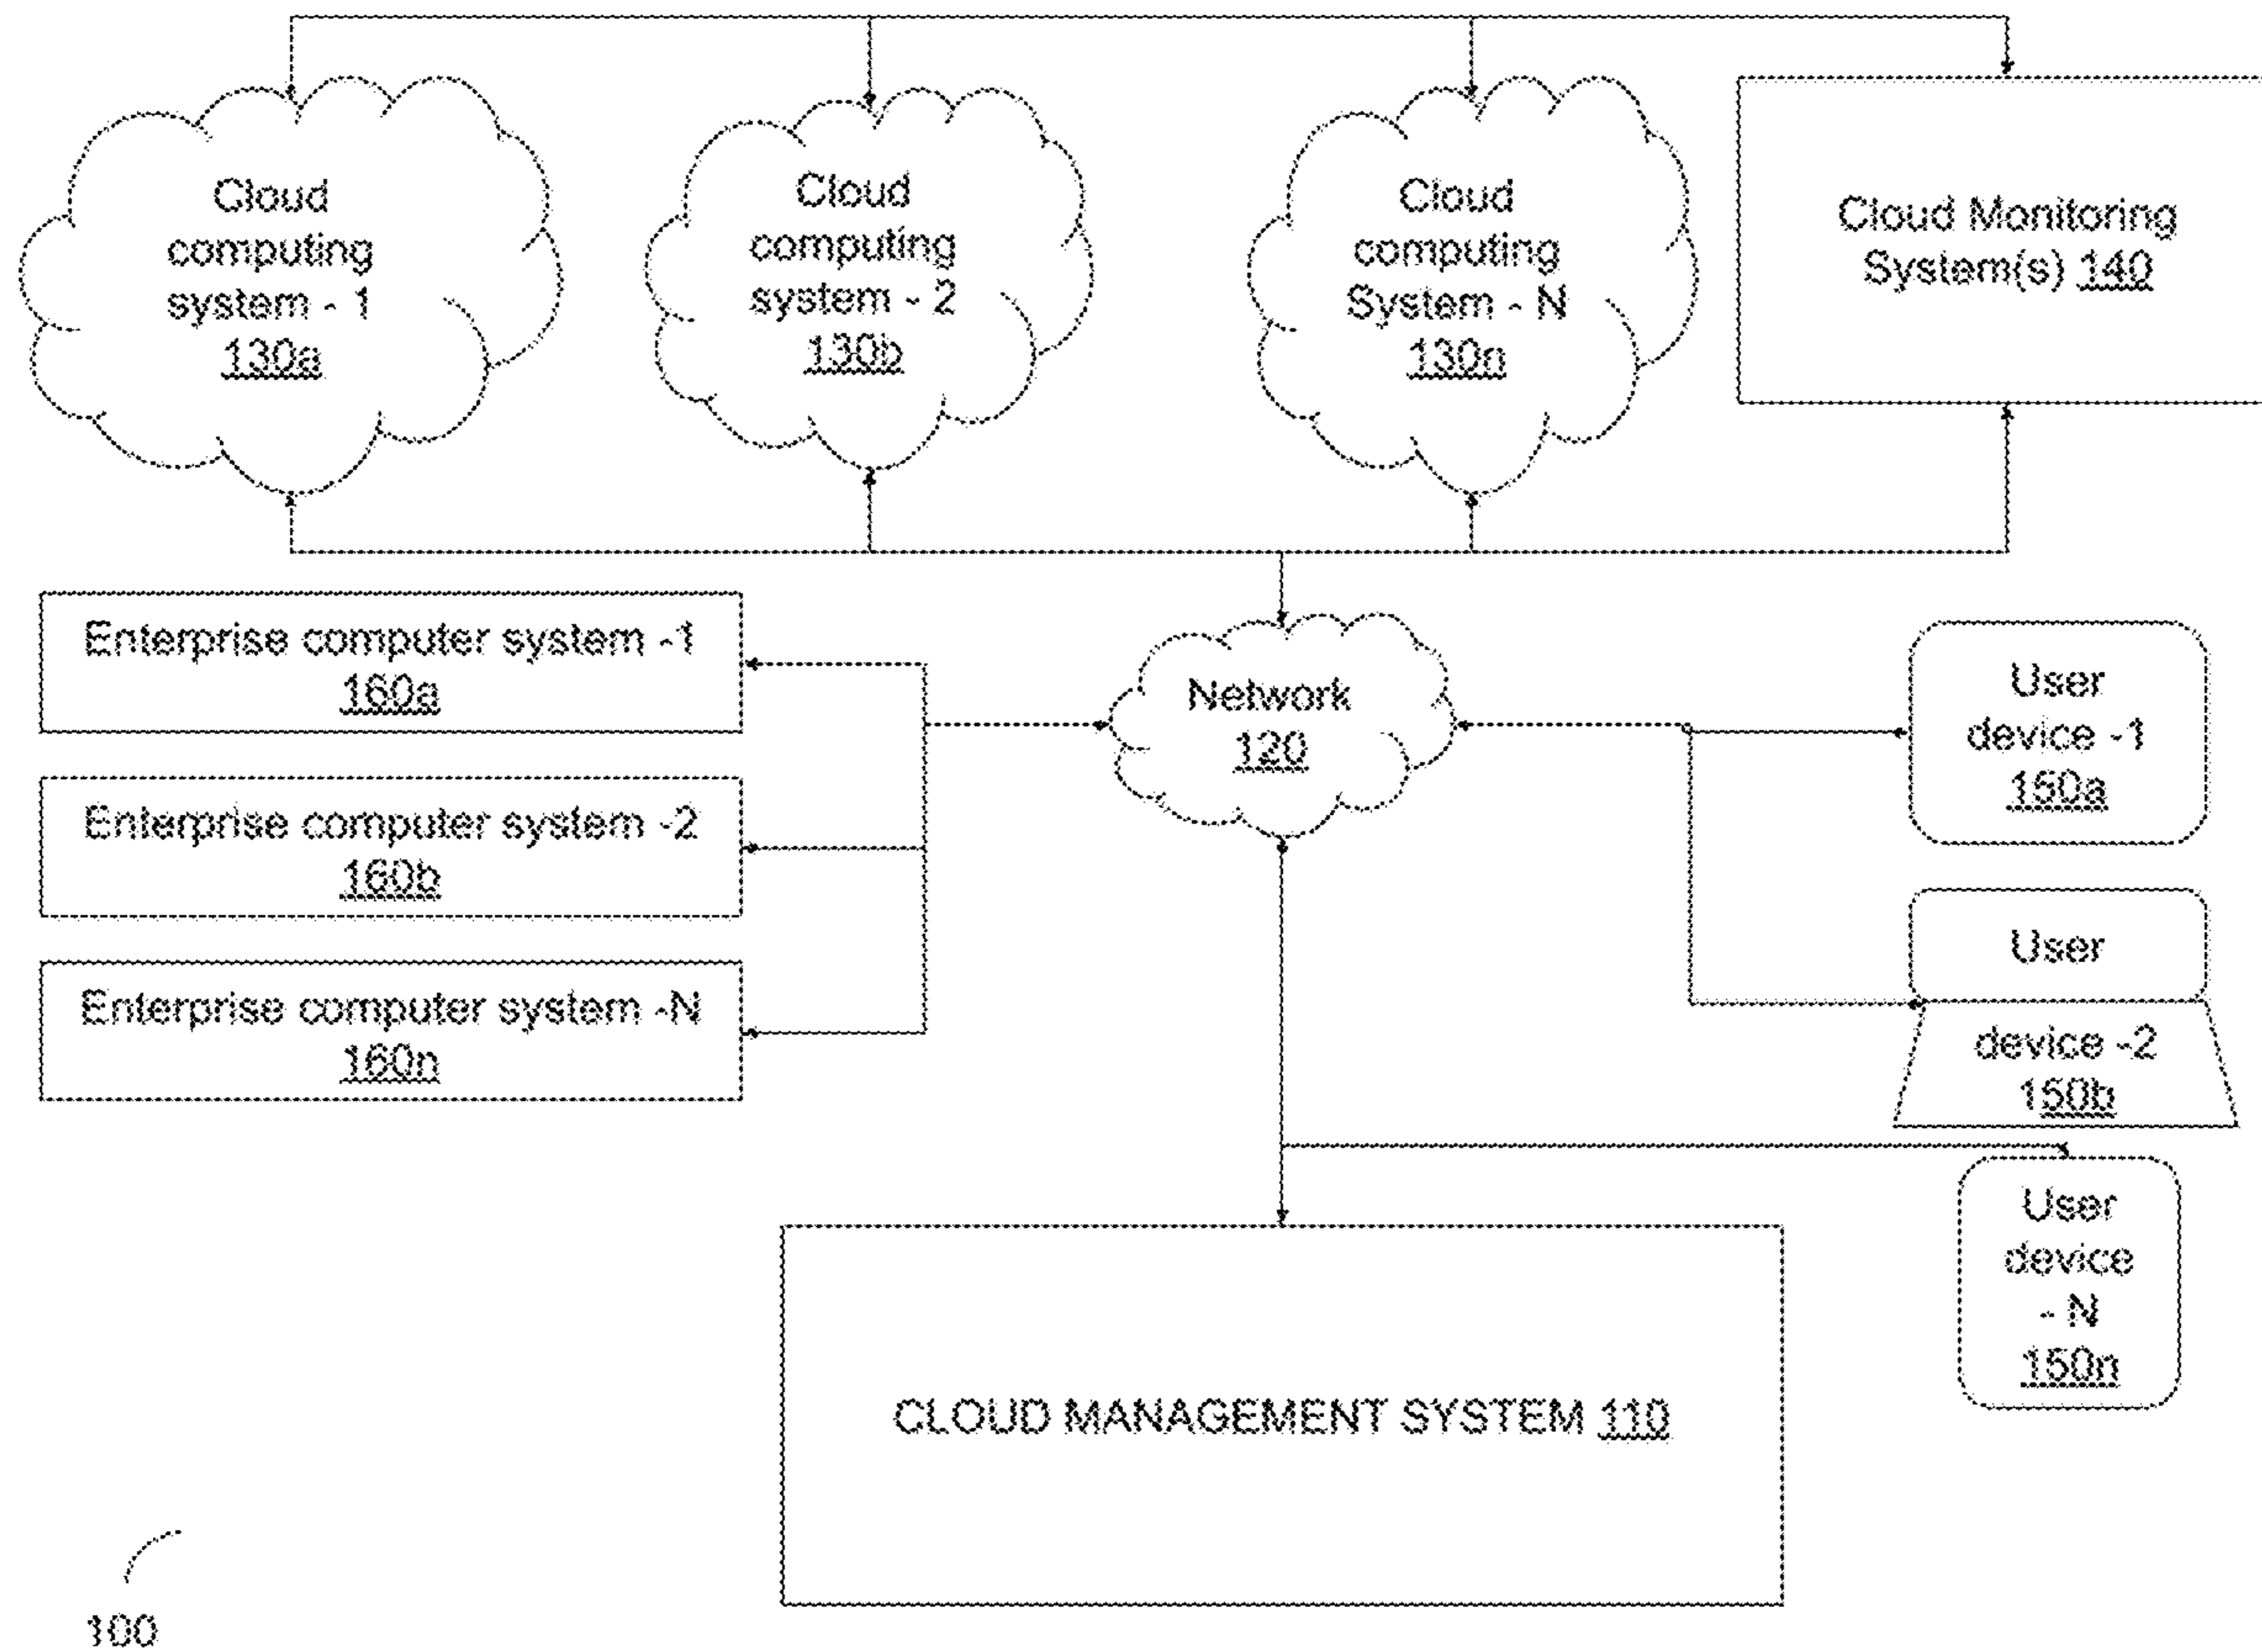 Cloud
computing
system - 1
130a
Cloud
computing
system - 2
130b
Cloud
computing
System - N
130n
Cloud Monitoring
System(s) 140
Enterprise computer system -1
160a
Enterprise computer system -2
160b
Enterprise computer system -N
160n
Network
120
User
device -1
150a
User
device -2
150b
User
device
- N
150n
CLOUD MANAGEMENT SYSTEM 110
100